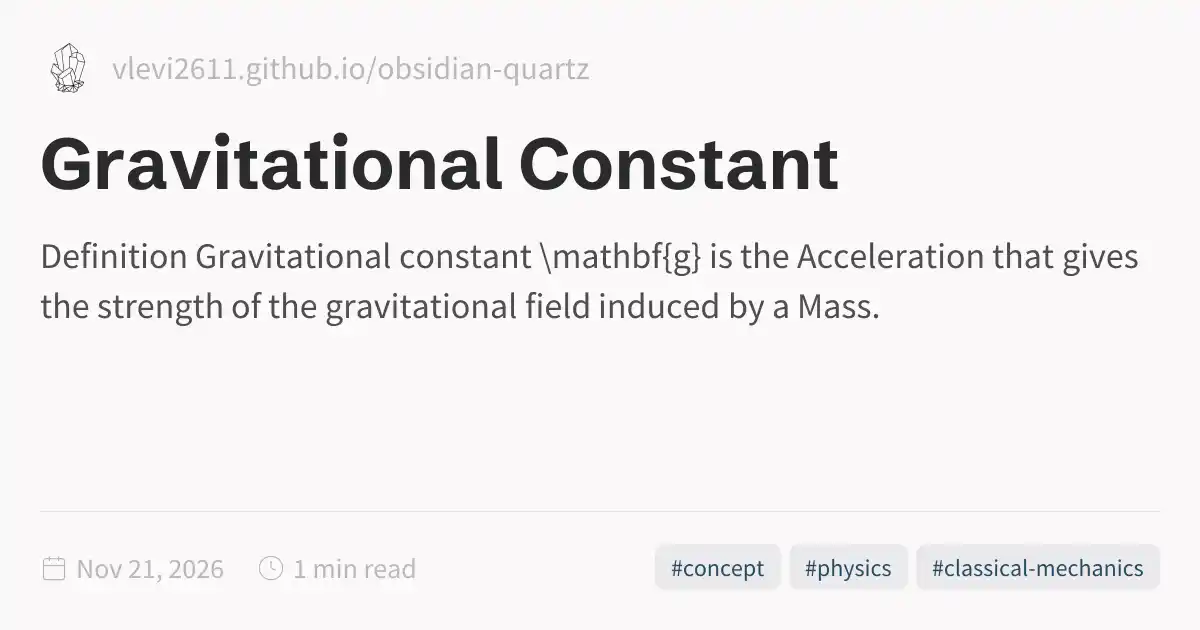 vlevi2611.github.io/obsidian-quartz
Gravitational Constant
Definition Gravitational constant \mathbf{g} is the Acceleration that gives
the strength of the gravitational field induced by a Mass.
Nov 21, 2026 1 min read #concept #physics #classical-mechanics